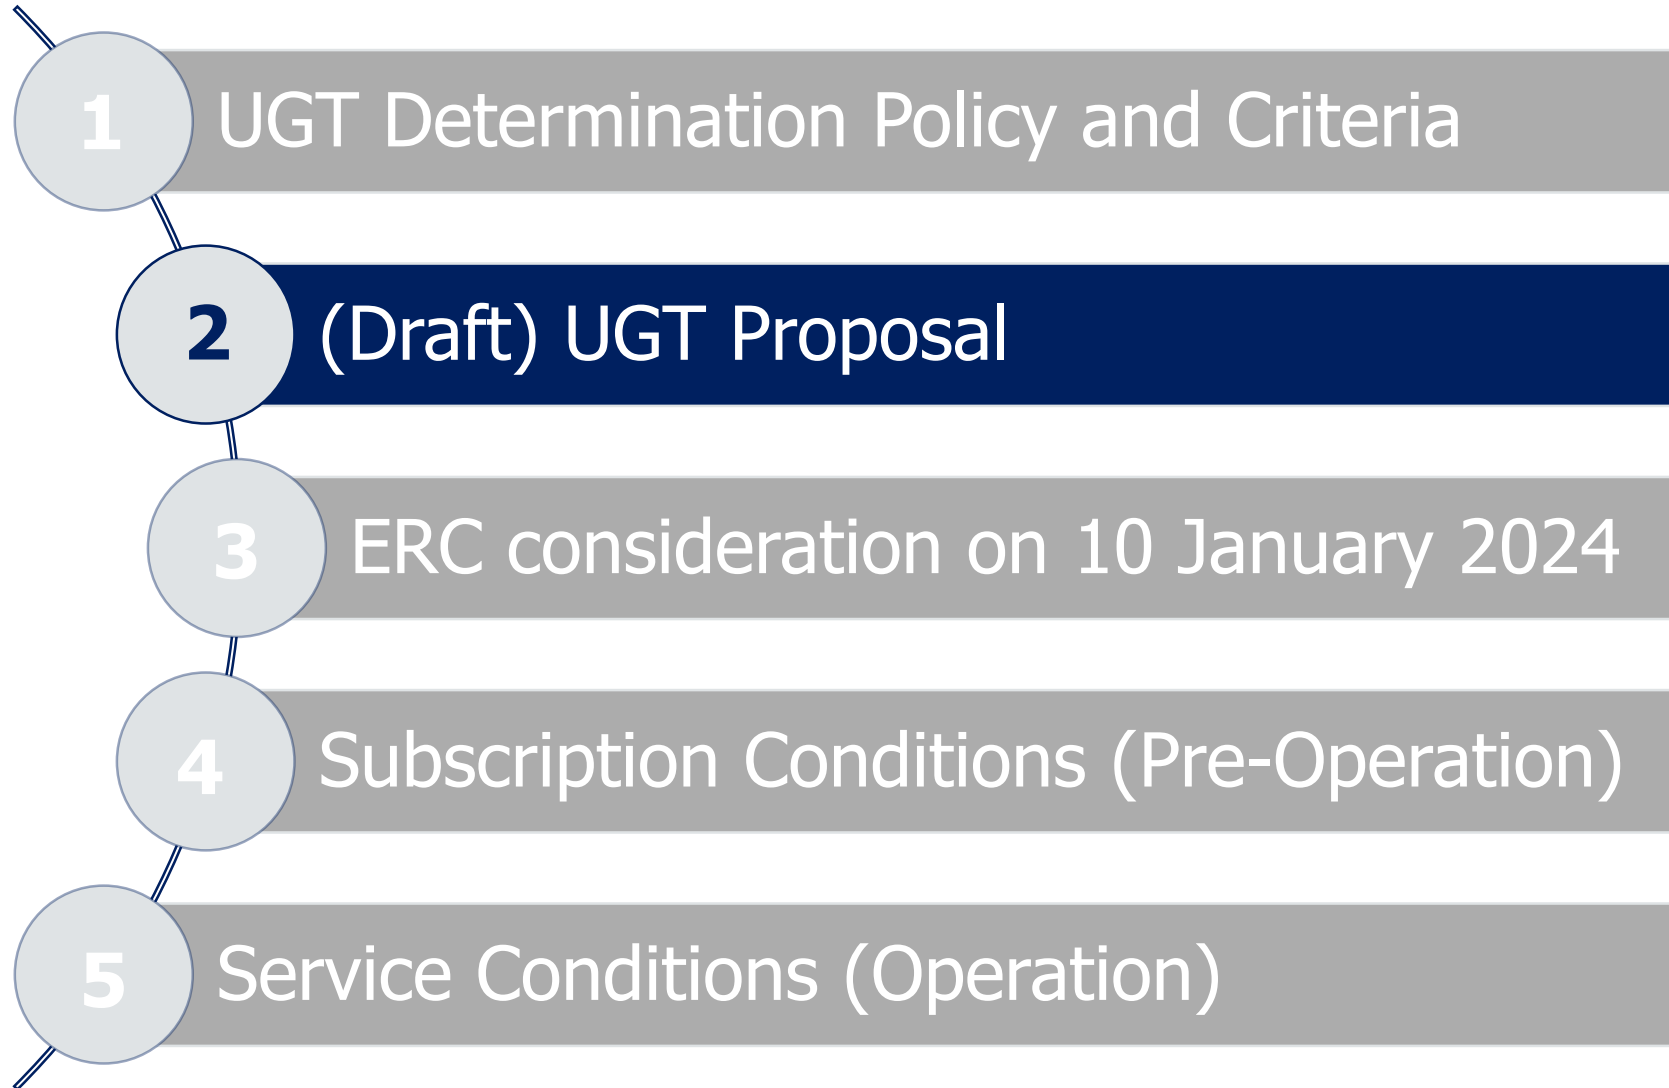 1 UGT Determination Policy and Criteria
2 (Draft) UGT Proposal
3 ERC consideration on 10 January 2024
4 Subscription Conditions (Pre-Operation)
5 Service Conditions (Operation)